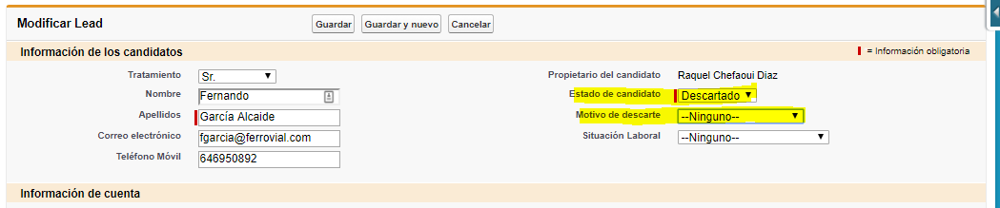 Modificar Lead Guardar Guardar y nuevo Cancelar
Información de los candidatos = Información obligatoria
Tratamiento Sr. Propietario del candidato Raquel Chefaoui Diaz
Nombre Fernando Estado de candidato Descartado
Apellidos García Alcaide Motivo de descarte --Ninguno--
Correo electrónico fgarcia@ferrovial.com Situación Laboral --Ninguno--
Teléfono Móvil 646950892
Información de cuenta